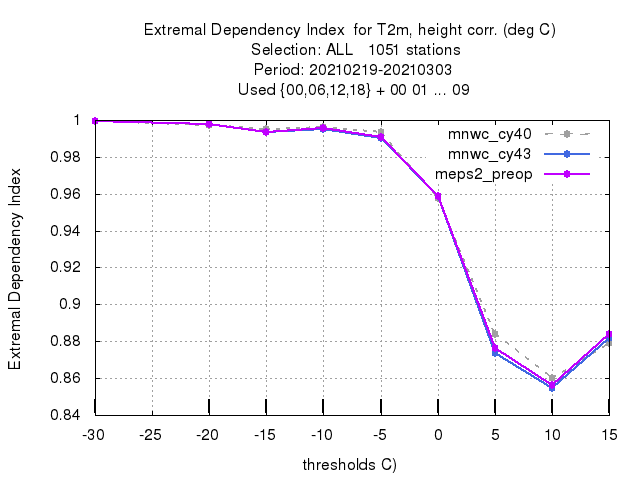 Extremal Dependency Index  for T2m, height corr. (deg C)
Selection: ALL   1051 stations
Period: 20210219-20210303
Used {00,06,12,18} + 00 01 ... 09
mnwc_cy40
mnwc_cy43
meps2_preop
Extremal Dependency Index
1
0.98
0.96
0.94
0.92
0.9
0.88
0.86
0.84
-30 -25 -20 -15 -10 -5 0 5 10 15
thresholds C)